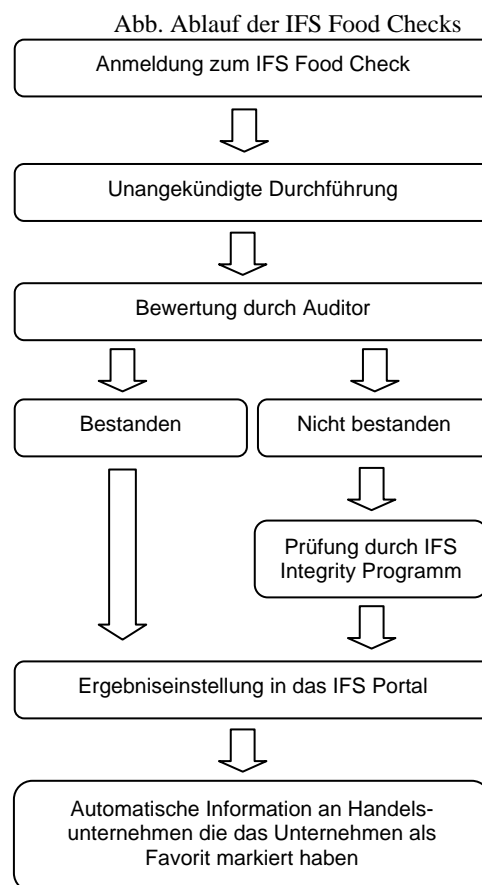 Abb. Ablauf der IFS Food Checks
Anmeldung zum IFS Food Check
Unangekündigte Durchführung
Bewertung durch Auditor
Bestanden
Nicht bestanden
Prüfung durch IFS
Integrity Programm
Ergebniseinstellung in das IFS Portal
Automatische Information an Handels-
unternehmen die das Unternehmen als
Favorit markiert haben